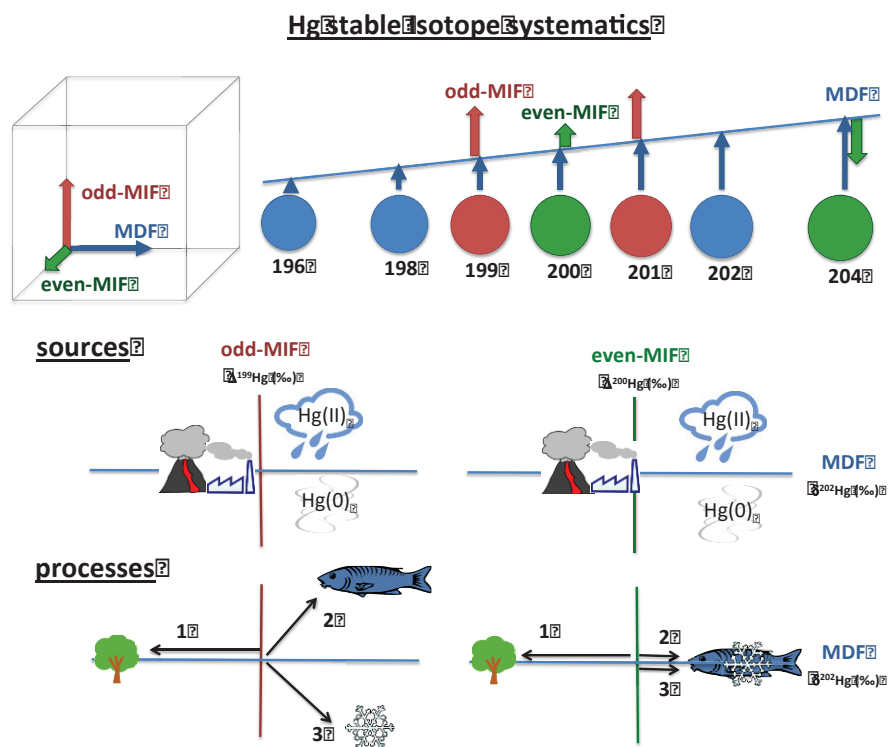 Hg stable Isotope systematics
odd-MIF
MDF
even-MIF
odd-MIF
even-MIF
MDF
196
198
199
200
201
202
204
sources
odd-MIF
Δ¹⁹⁹Hg (‰)
even-MIF
Δ²⁰⁰Hg (‰)
Hg(II)
Hg(II)
MDF
δ²⁰²Hg (‰)
Hg(0)
Hg(0)
processes
1
2
3
1
2
3
MDF
δ²⁰²Hg (‰)